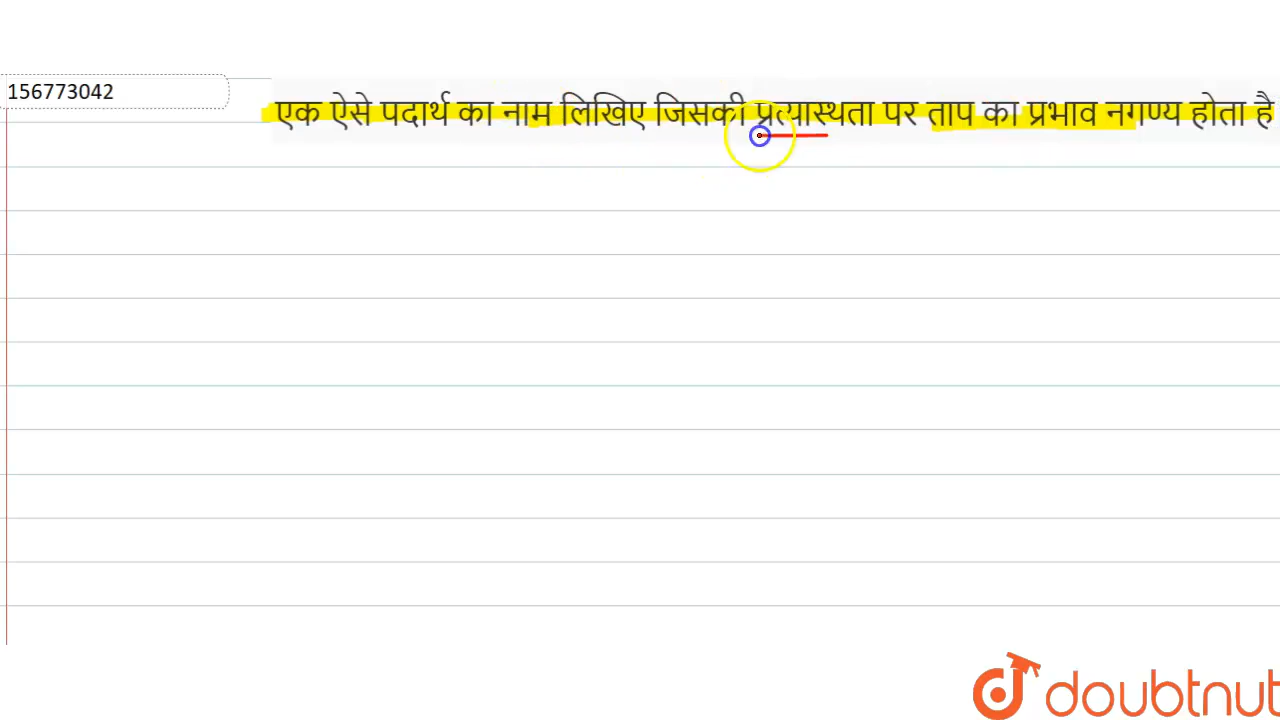 156773042
एक ऐसे पदार्थ का नाम लिखिए जिसकी प्रत्यास्थता पर ताप का प्रभाव नगण्य होता है
doubtnut